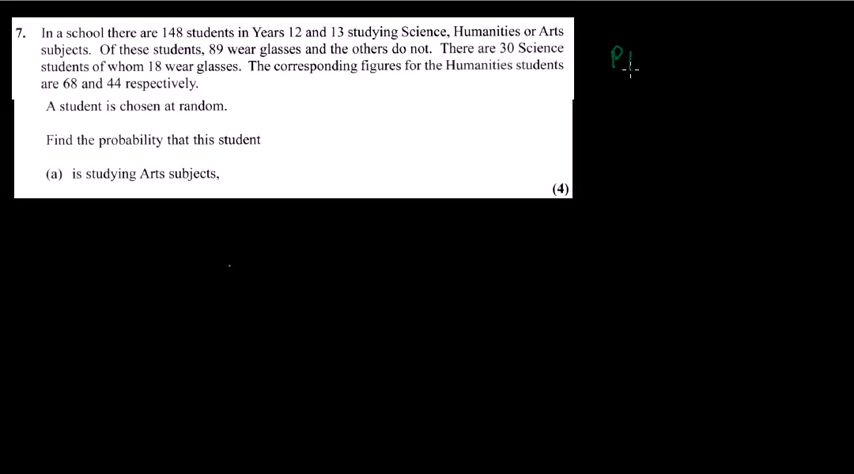 7. In a school there are 148 students in Years 12 and 13 studying Science, Humanities or Arts
subjects. Of these students, 89 wear glasses and the others do not. There are 30 Science
students of whom 18 wear glasses. The corresponding figures for the Humanities students
are 68 and 44 respectively.
A student is chosen at random.
Find the probability that this student
(a) is studying Arts subjects,
(4)
P